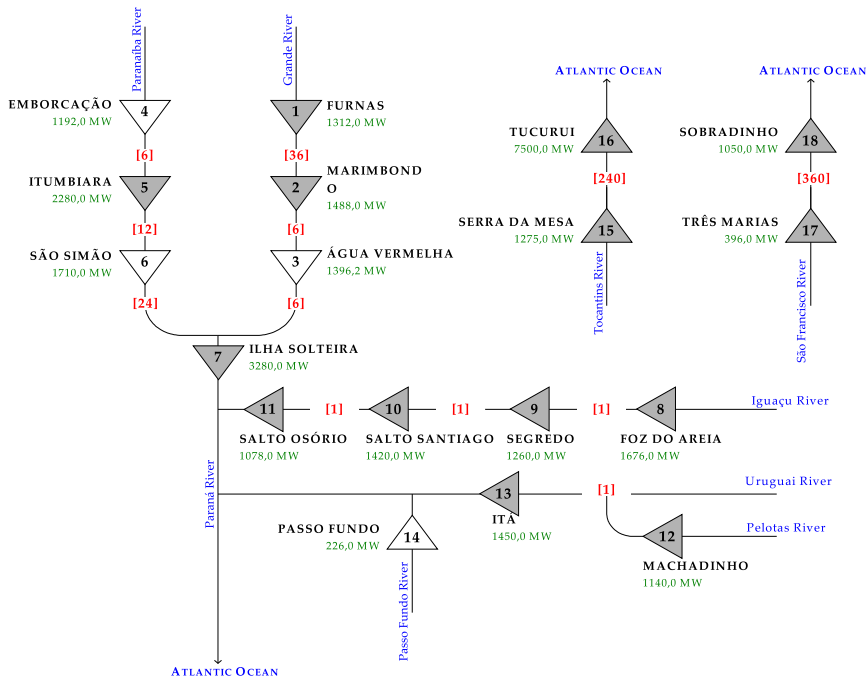 Paranaíba River
Grande River
EMBORCAÇÃO
1192,0 MW
4
1
FURNAS
1312,0 MW
[6]
[36]
ITUMBIARA
2280,0 MW
5
2
MARIMBOND
O
1488,0 MW
[12]
[6]
SÃO SIMÃO
1710,0 MW
6
3
ÁGUA VERMELHA
1396,2 MW
[24]
[6]
7
ILHA SOLTEIRA
3280,0 MW
ATLANTIC OCEAN
TUCURUI
7500,0 MW
16
[240]
SERRA DA MESA
1275,0 MW
15
Tocantins River
ATLANTIC OCEAN
SOBRADINHO
1050,0 MW
18
[360]
TRÊS MARIAS
396,0 MW
17
São Francisco River
11
[1]
10
[1]
9
[1]
8
Iguaçu River
SALTO OSÓRIO
1078,0 MW
SALTO SANTIAGO
1420,0 MW
SEGREDO
1260,0 MW
FOZ DO AREIA
1676,0 MW
Paraná River
13
[1]
Uruguai River
ITÁ
1450,0 MW
PASSO FUNDO
226,0 MW
14
12
Pelotas River
MACHADINHO
1140,0 MW
Passo Fundo River
ATLANTIC OCEAN